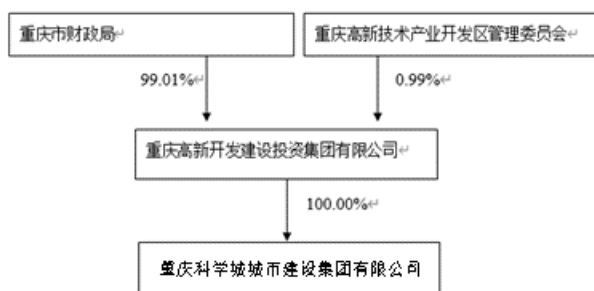 重庆市财政局
重庆高新技术产业开发区管理委员会
99.01%
0.99%
重庆高新开发建设投资集团有限公司
100.00%
重庆科学城城市建设集团有限公司